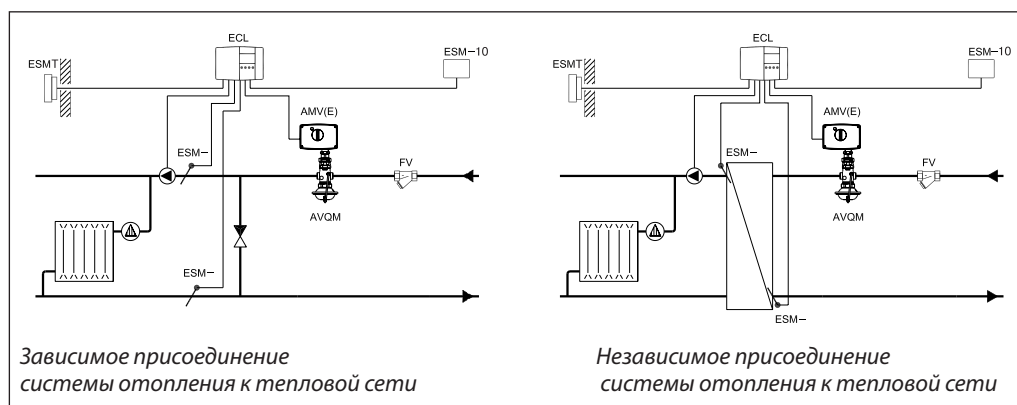 ECL
ESM-10
ESMT
AMV(E)
ESM-
FV
AVQM
ESM-
Зависимое присоединение
системы отопления к тепловой сети
ECL
ESM-10
ESMT
AMV(E)
ESM-
FV
AVQM
ESM-
Независимое присоединение
системы отопления к тепловой сети